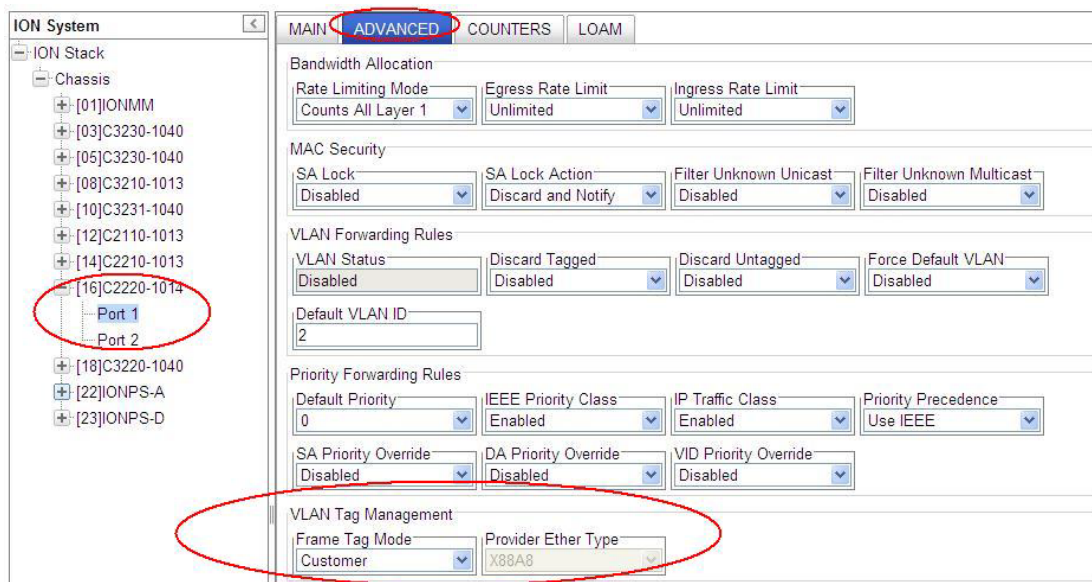 ION System
ION Stack
Chassis
[01]IONMM
[03]C3230-1040
[05]C3230-1040
[08]C3210-1013
[10]C3231-1040
[12]C2110-1013
[14]C2210-1013
[16]C2220-1014
Port 1
Port 2
[18]C3220-1040
[22]IONPS-A
[23]IONPS-D
MAIN ADVANCED COUNTERS LOAM
Bandwidth Allocation
Rate Limiting Mode Egress Rate Limit Ingress Rate Limit
Counts All Layer 1 Unlimited Unlimited
MAC Security
SA Lock SA Lock Action Filter Unknown Unicast Filter Unknown Multicast
Disabled Discard and Notify Disabled Disabled
VLAN Forwarding Rules
VLAN Status Discard Tagged Discard Untagged Force Default VLAN
Disabled Disabled Disabled Disabled
Default VLAN ID
2
Priority Forwarding Rules
Default Priority IEEE Priority Class IP Traffic Class Priority Precedence
0 Enabled Enabled Use IEEE
SA Priority Override DA Priority Override VID Priority Override
Disabled Disabled Disabled
VLAN Tag Management
Frame Tag Mode Provider Ether Type
Customer X88A8